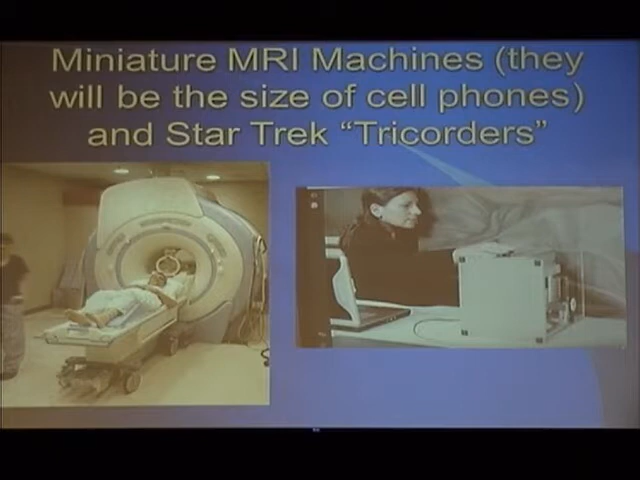 Miniature MRI Machines (they
will be the size of cell phones)
and Star Trek “Tricorders”